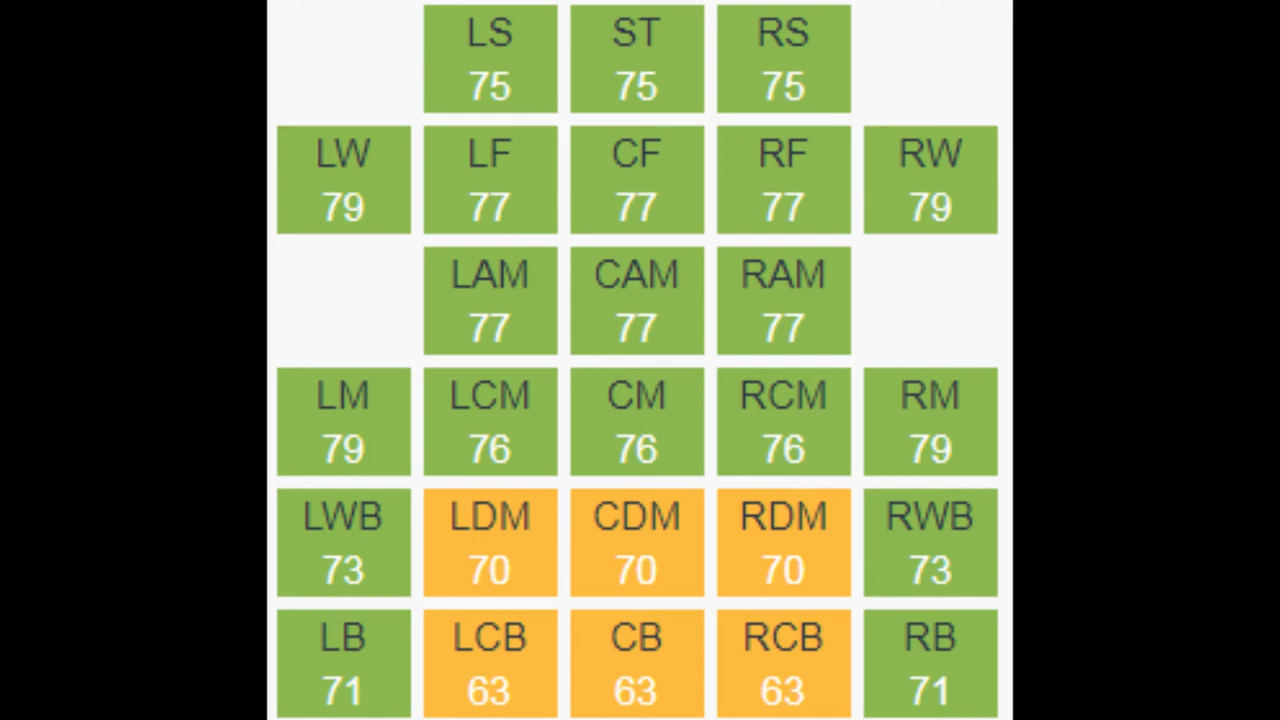 LS ST RS
75 75 75
LW LF CF RF RW
79 77 77 77 79
LAM CAM RAM
77 77 77
LM LCM CM RCM RM
79 76 76 76 79
LWB LDM CDM RDM RWB
73 70 70 70 73
LB LCB CB RCB RB
71 63 63 63 71